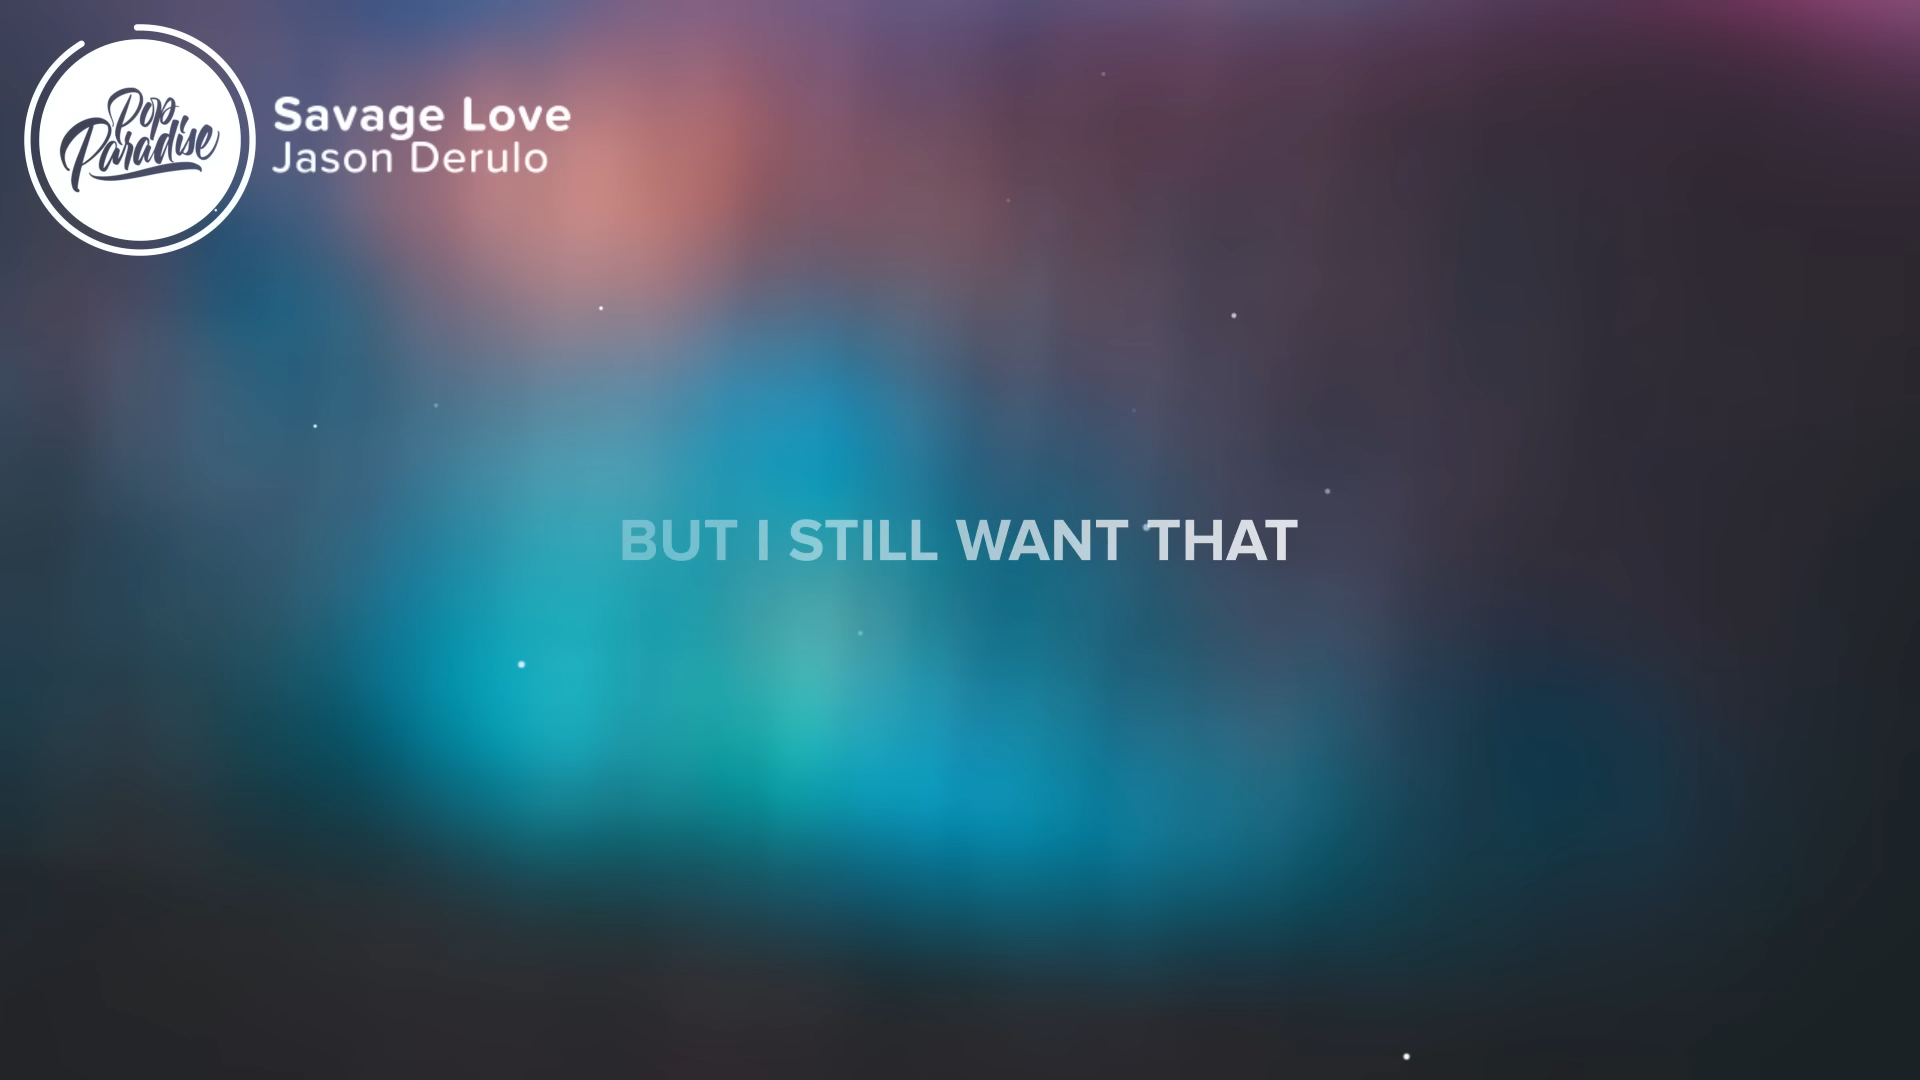 Pop
Paradise
Savage Love
Jason Derulo
BUT I STILL WANT THAT